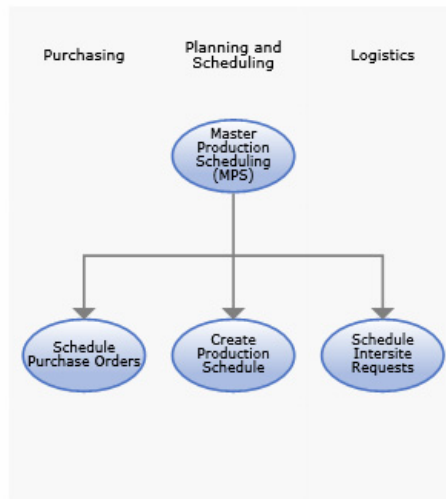 Purchasing
Planning and
Scheduling
Logistics
Master
Production
Scheduling
(MPS)
Schedule
Purchase Orders
Create
Production
Schedule
Schedule
Intersite
Requests